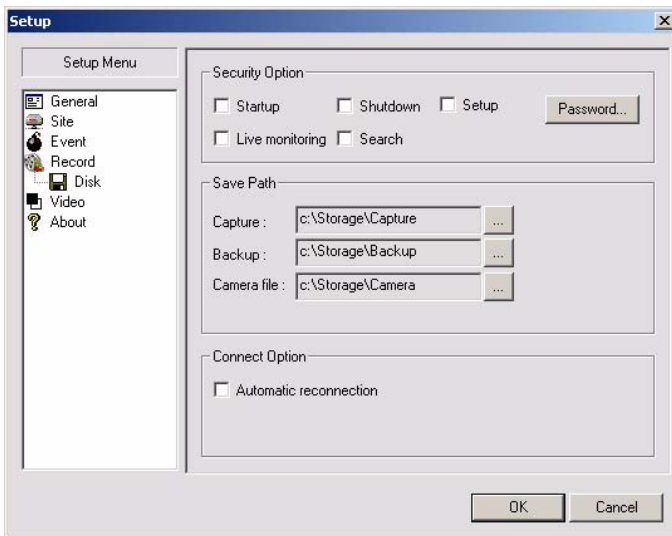 Setup
Setup Menu
General
Site
Event
Record
Disk
Video
About
Security Option
Startup Shutdown Setup Password...
Live monitoring Search
Save Path
Capture : c:\Storage\Capture ...
Backup : c:\Storage\Backup ...
Camera file : c:\Storage\Camera ...
Connect Option
Automatic reconnection
OK Cancel